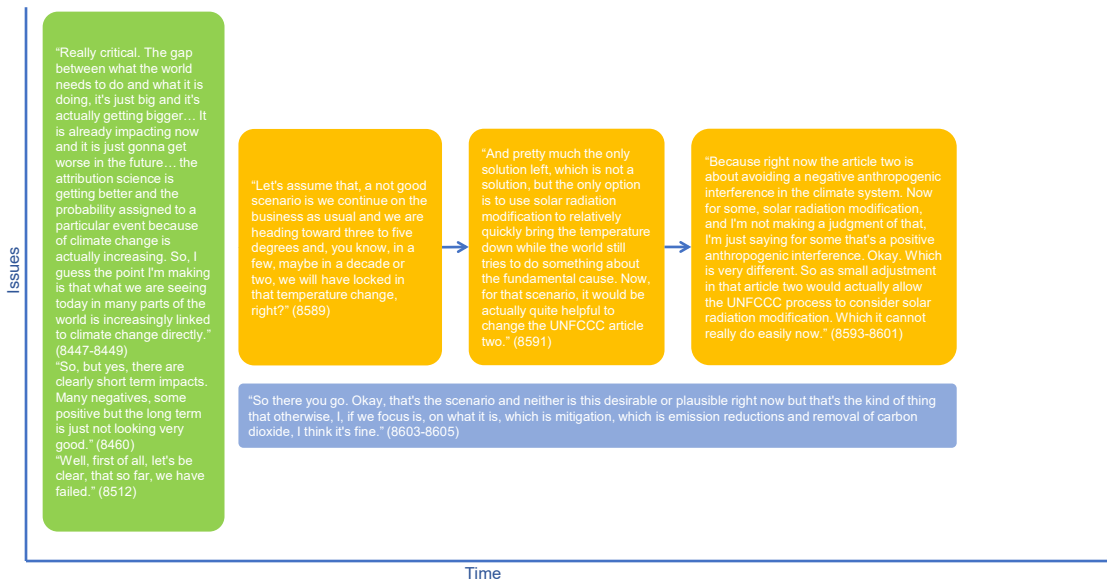 Issues
“Really critical. The gap
between what the world
needs to do and what it is
doing, it's just big and it's
actually getting bigger… It
is already impacting now
and it is just gonna get
worse in the future… the
attribution science is
getting better and the
probability assigned to a
particular event because
of climate change is
actually increasing. So, I
guess the point I'm making
is that what we are seeing
today in many parts of the
world is increasingly linked
to climate change directly.”
(8447-8449)
“So, but yes, there are
clearly short term impacts.
Many negatives, some
positive but the long term
is just not looking very
good.” (8460)
“Well, first of all, let's be
clear, that so far, we have
failed.” (8512)
“Let's assume that, a not good
scenario is we continue on the
business as usual and we are
heading toward three to five
degrees and, you know, in a
few, maybe in a decade or
two, we will have locked in
that temperature change,
right?” (8589)
“And pretty much the only
solution left, which is not a
solution, but the only option
is to use solar radiation
modification to relatively
quickly bring the temperature
down while the world still
tries to do something about
the fundamental cause. Now,
for that scenario, it would be
actually quite helpful to
change the UNFCCC article
two.” (8591)
“Because right now the article two is
about avoiding a negative anthropogenic
interference in the climate system. Now
for some, solar radiation modification,
and I'm not making a judgment of that,
I'm just saying for some that's a positive
anthropogenic interference. Okay. Which
is very different. So as small adjustment
in that article two would actually allow
the UNFCCC process to consider solar
radiation modification. Which it cannot
really do easily now.” (8593-8601)
“So there you go. Okay, that's the scenario and neither is this desirable or plausible right now but that's the kind of thing
that otherwise, I, if we focus is, on what it is, which is mitigation, which is emission reductions and removal of carbon
dioxide, I think it's fine.” (8603-8605)
Time